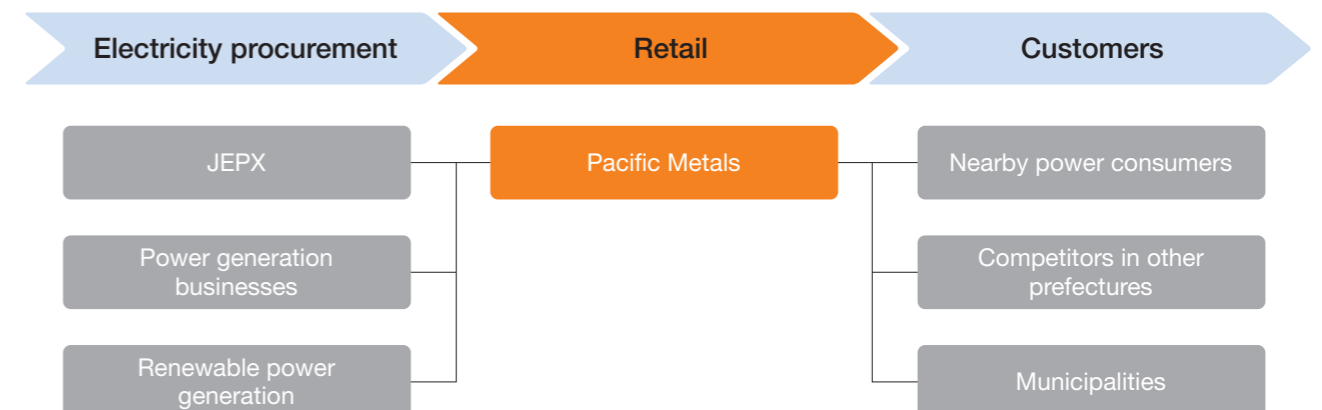 Electricity procurement
Retail
Customers
JEPX
Pacific Metals
Nearby power consumers
Power generation
businesses
Competitors in other
prefectures
Renewable power
generation
Municipalities